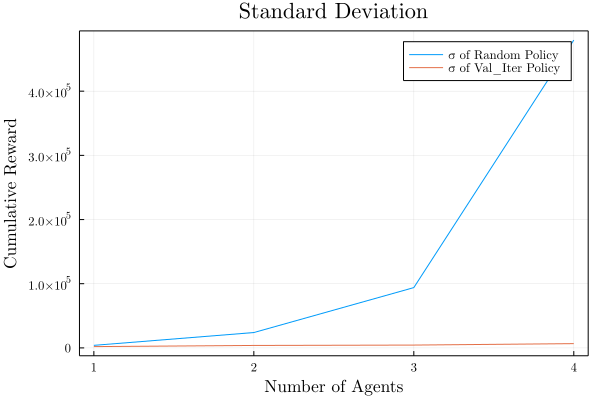 Standard Deviation
σ of Random Policy
σ of Val_Iter Policy
Cumulative Reward
4.0×10⁵
3.0×10⁵
2.0×10⁵
1.0×10⁵
0
1 2 3 4
Number of Agents